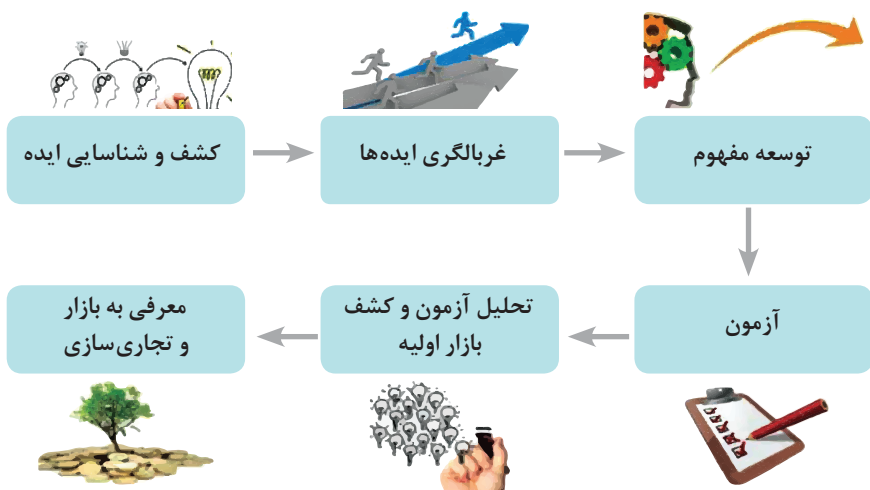 کشف و شناسایی ایده
غربالگری ایده‌ها
توسعه مفهوم
آزمون
تحلیل آزمون و کشف
بازار اولیه
معرفی به بازار
و تجاری‌سازی